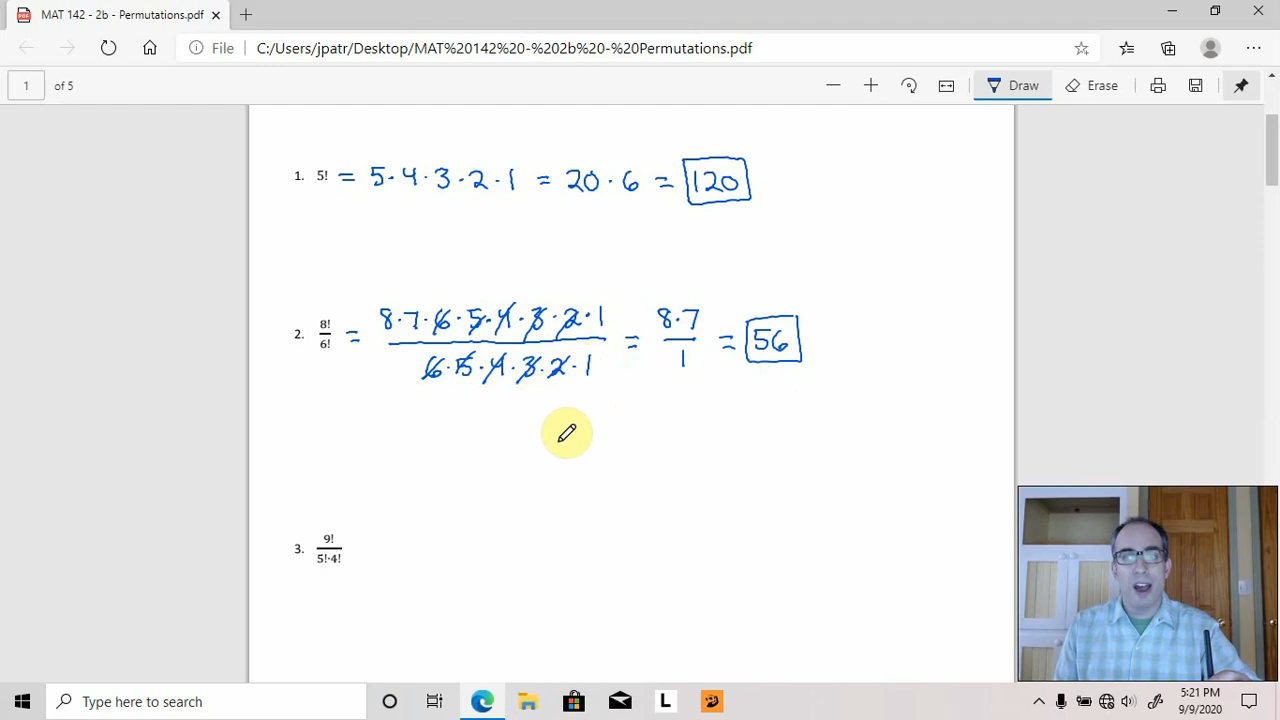 MAT 142 - 2b - Permutations.pdf
File C:/Users/jpatr/Desktop/MAT%20142%20-%202b%20-%20Permutations.pdf
1 of 5 Draw Erase
1. 5! = 5·4·3·2·1 = 20·6 = 120
2. 8!/6! = 8·7·6·5·4·3·2·1 / 6·5·4·3·2·1 = 8·7/1 = 56
3. 9!/5!·4!
Type here to search
L
5:21 PM
9/9/2020